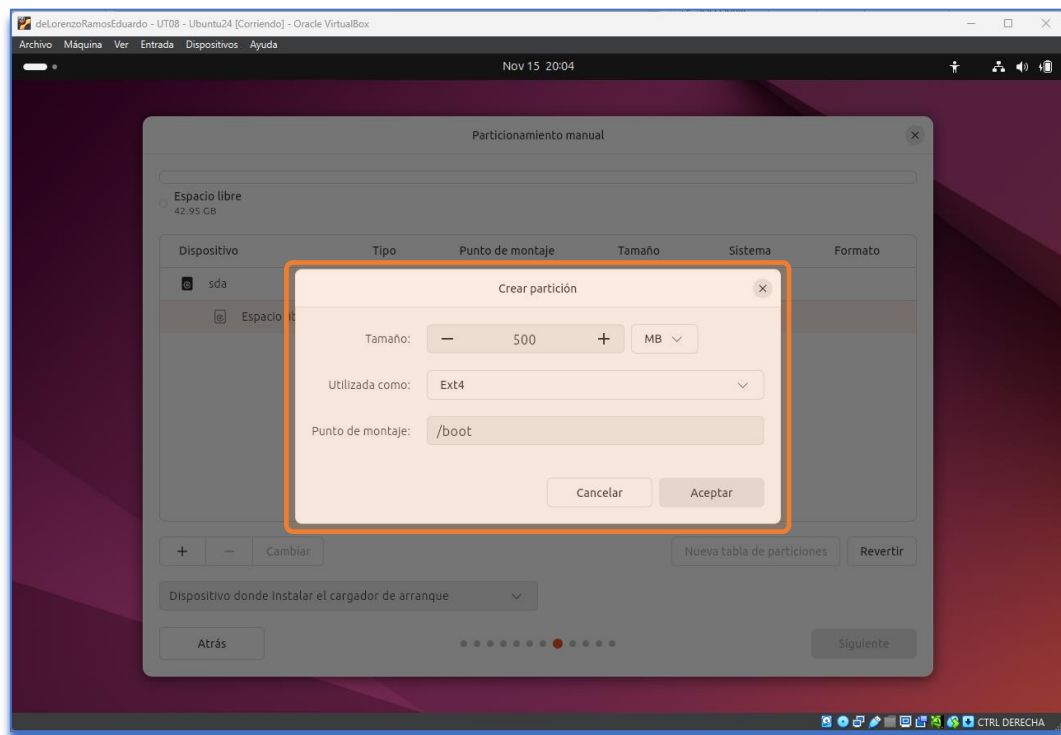 deLorenzoRamosEduardo - UT08 - Ubuntu24 [Corriendo] - Oracle VirtualBox
Archivo Máquina Ver Entrada Dispositivos Ayuda
Nov 15 20:04
Particionamiento manual
Espacio libre
42.95 GB
Dispositivo Tipo Punto de montaje Tamaño Sistema Formato
sda
Espacio
Crear partición
Tamaño: − 500 + MB
Utilizada como: Ext4
Punto de montaje: /boot
Cancelar Aceptar
+ − Cambiar Nueva tabla de particiones Revertir
Dispositivo donde instalar el cargador de arranque
Atrás Siguiente
CTRL DERECHA